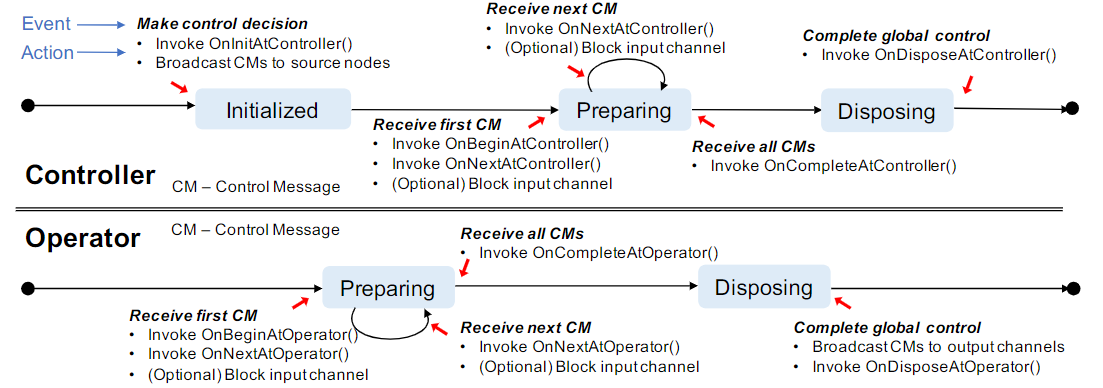 Event
Action
Make control decision
• Invoke OnInitAtController()
• Broadcast CMs to source nodes
Receive next CM
• Invoke OnNextAtController()
• (Optional) Block input channel
Complete global control
• Invoke OnDisposeAtController()
Initialized
Preparing
Disposing
Receive first CM
• Invoke OnBeginAtController()
• Invoke OnNextAtController()
• (Optional) Block input channel
Receive all CMs
• Invoke OnCompleteAtController()
Controller
CM – Control Message
Operator
CM – Control Message
Receive all CMs
• Invoke OnCompleteAtOperator()
Preparing
Disposing
Receive first CM
• Invoke OnBeginAtOperator()
• Invoke OnNextAtOperator()
• (Optional) Block input channel
Receive next CM
• Invoke OnNextAtOperator()
• (Optional) Block input channel
Complete global control
• Broadcast CMs to output channels
• Invoke OnDisposeAtOperator()